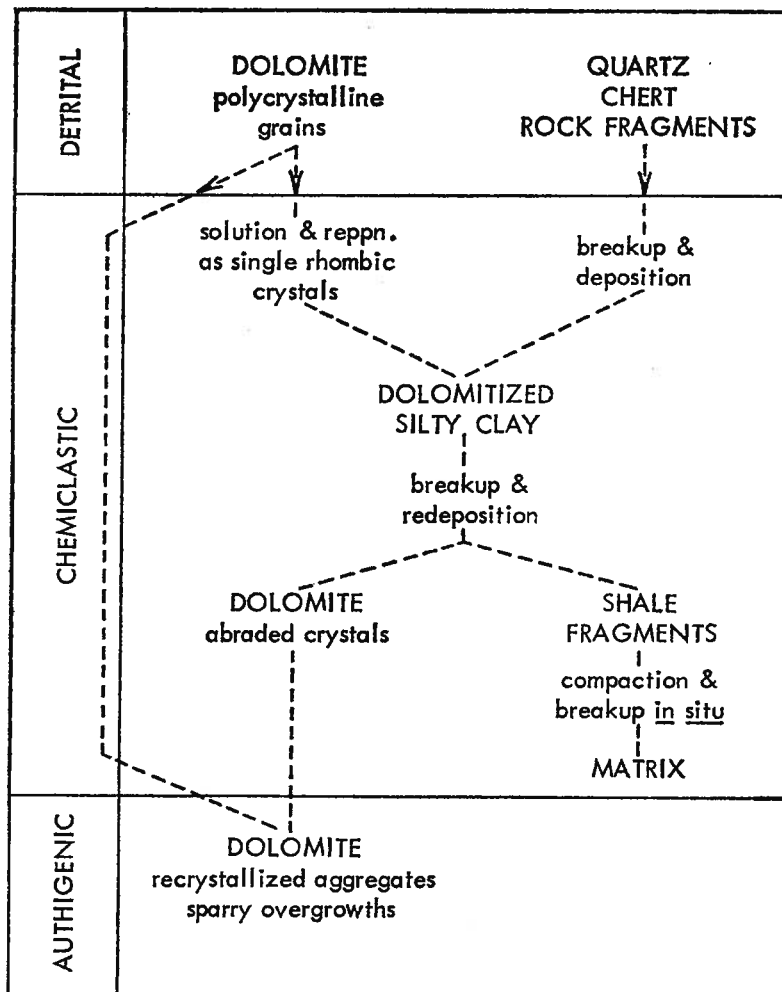 DETRITAL
DOLOMITE
polycrystalline
grains
QUARTZ
CHERT
ROCK FRAGMENTS
CHEMICLASTIC
solution & reppn.
as single rhombic
crystals
breakup &
deposition
DOLOMITIZED
SILTY CLAY
breakup &
redeposition
DOLOMITE
abraded crystals
SHALE
FRAGMENTS
compaction &
breakup in situ
MATRIX
AUTHIGENIC
DOLOMITE
recrystallized aggregates
sparry overgrowths